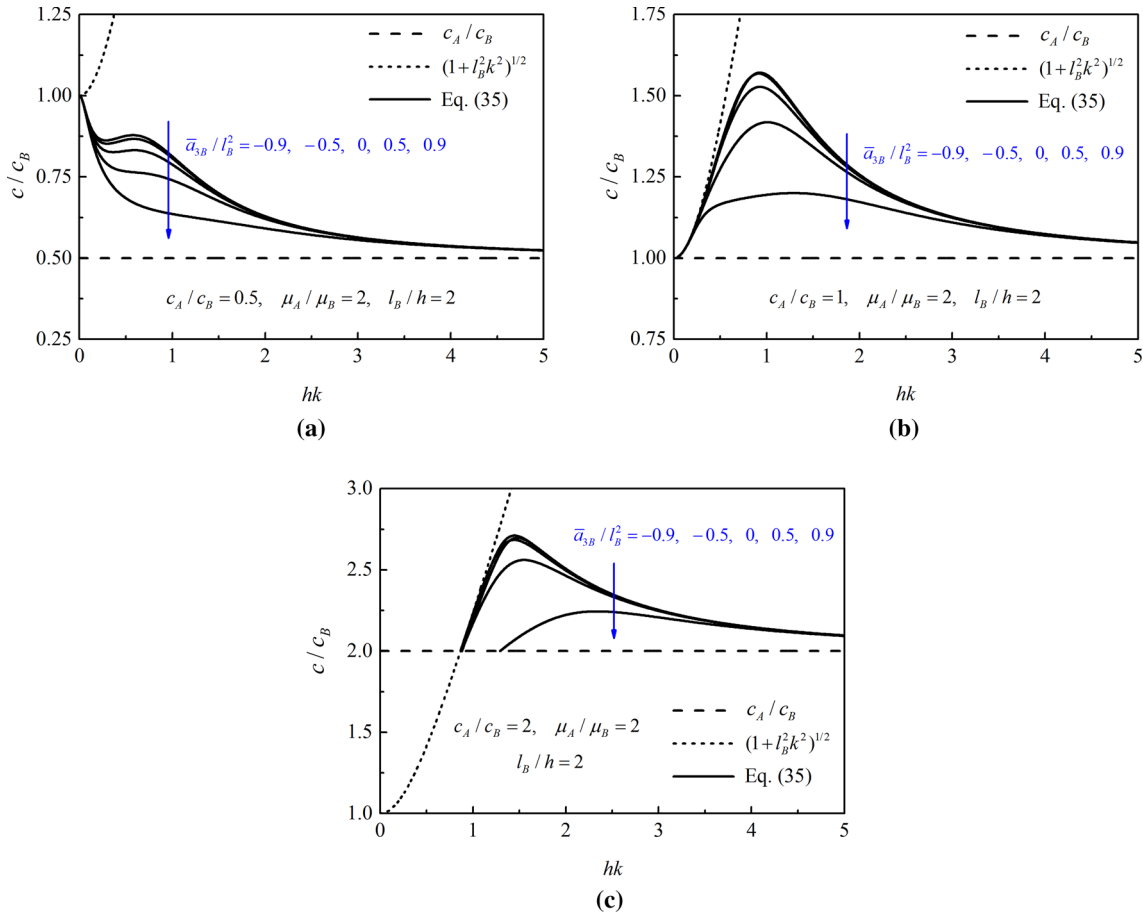 1.25
1.00
0.75
0.50
0.25
c / c_B
c_A / c_B
(1+l_B^2k^2)^{1/2}
Eq. (35)
\overline{a}_{3B} / l_B^2 = −0.9, −0.5, 0, 0.5, 0.9
c_A / c_B = 0.5, μ_A / μ_B = 2, l_B / h = 2
0 1 2 3 4 5
hk
(a)
1.75
1.50
1.25
1.00
0.75
c / c_B
c_A / c_B
(1+l_B^2k^2)^{1/2}
Eq. (35)
\overline{a}_{3B} / l_B^2 = −0.9, −0.5, 0, 0.5, 0.9
c_A / c_B = 1, μ_A / μ_B = 2, l_B / h = 2
0 1 2 3 4 5
hk
(b)
3.0
2.5
2.0
1.5
1.0
c / c_B
\overline{a}_{3B} / l_B^2 = −0.9, −0.5, 0, 0.5, 0.9
c_A / c_B = 2, μ_A / μ_B = 2
l_B / h = 2
c_A / c_B
(1+l_B^2k^2)^{1/2}
Eq. (35)
0 1 2 3 4 5
hk
(c)